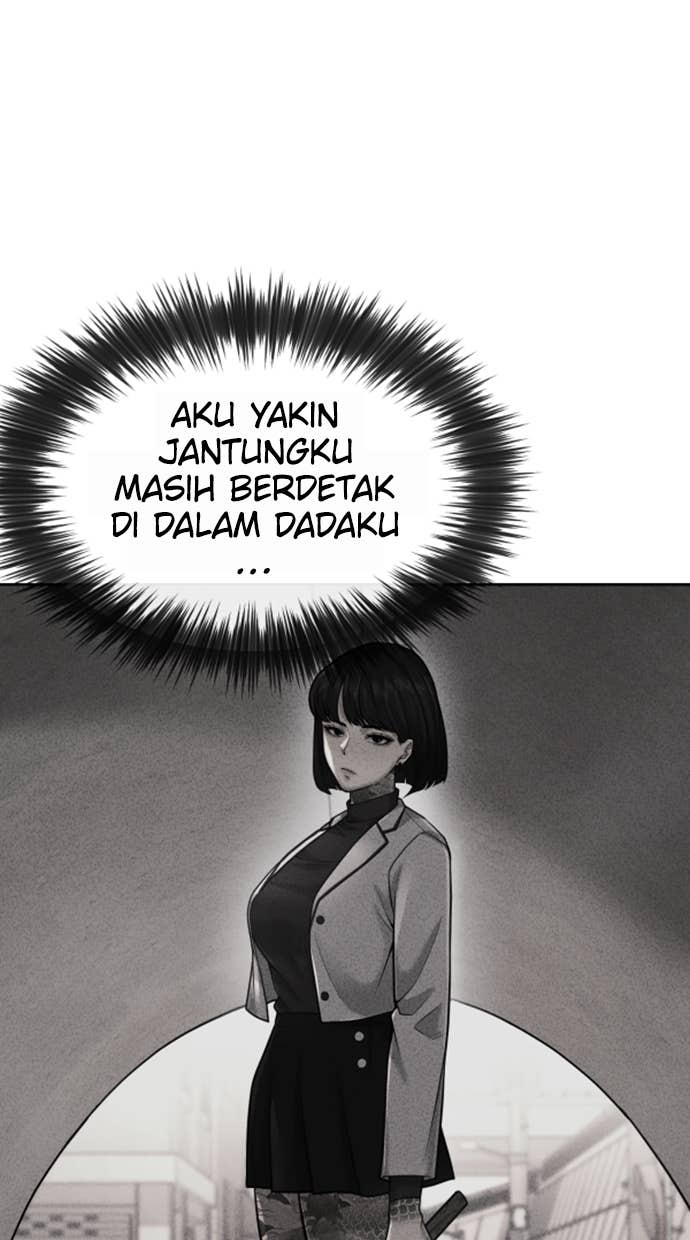 AKU YAKIN
JANTUNGKU
MASIH BERDETAK
DI DALAM DADAKU
...